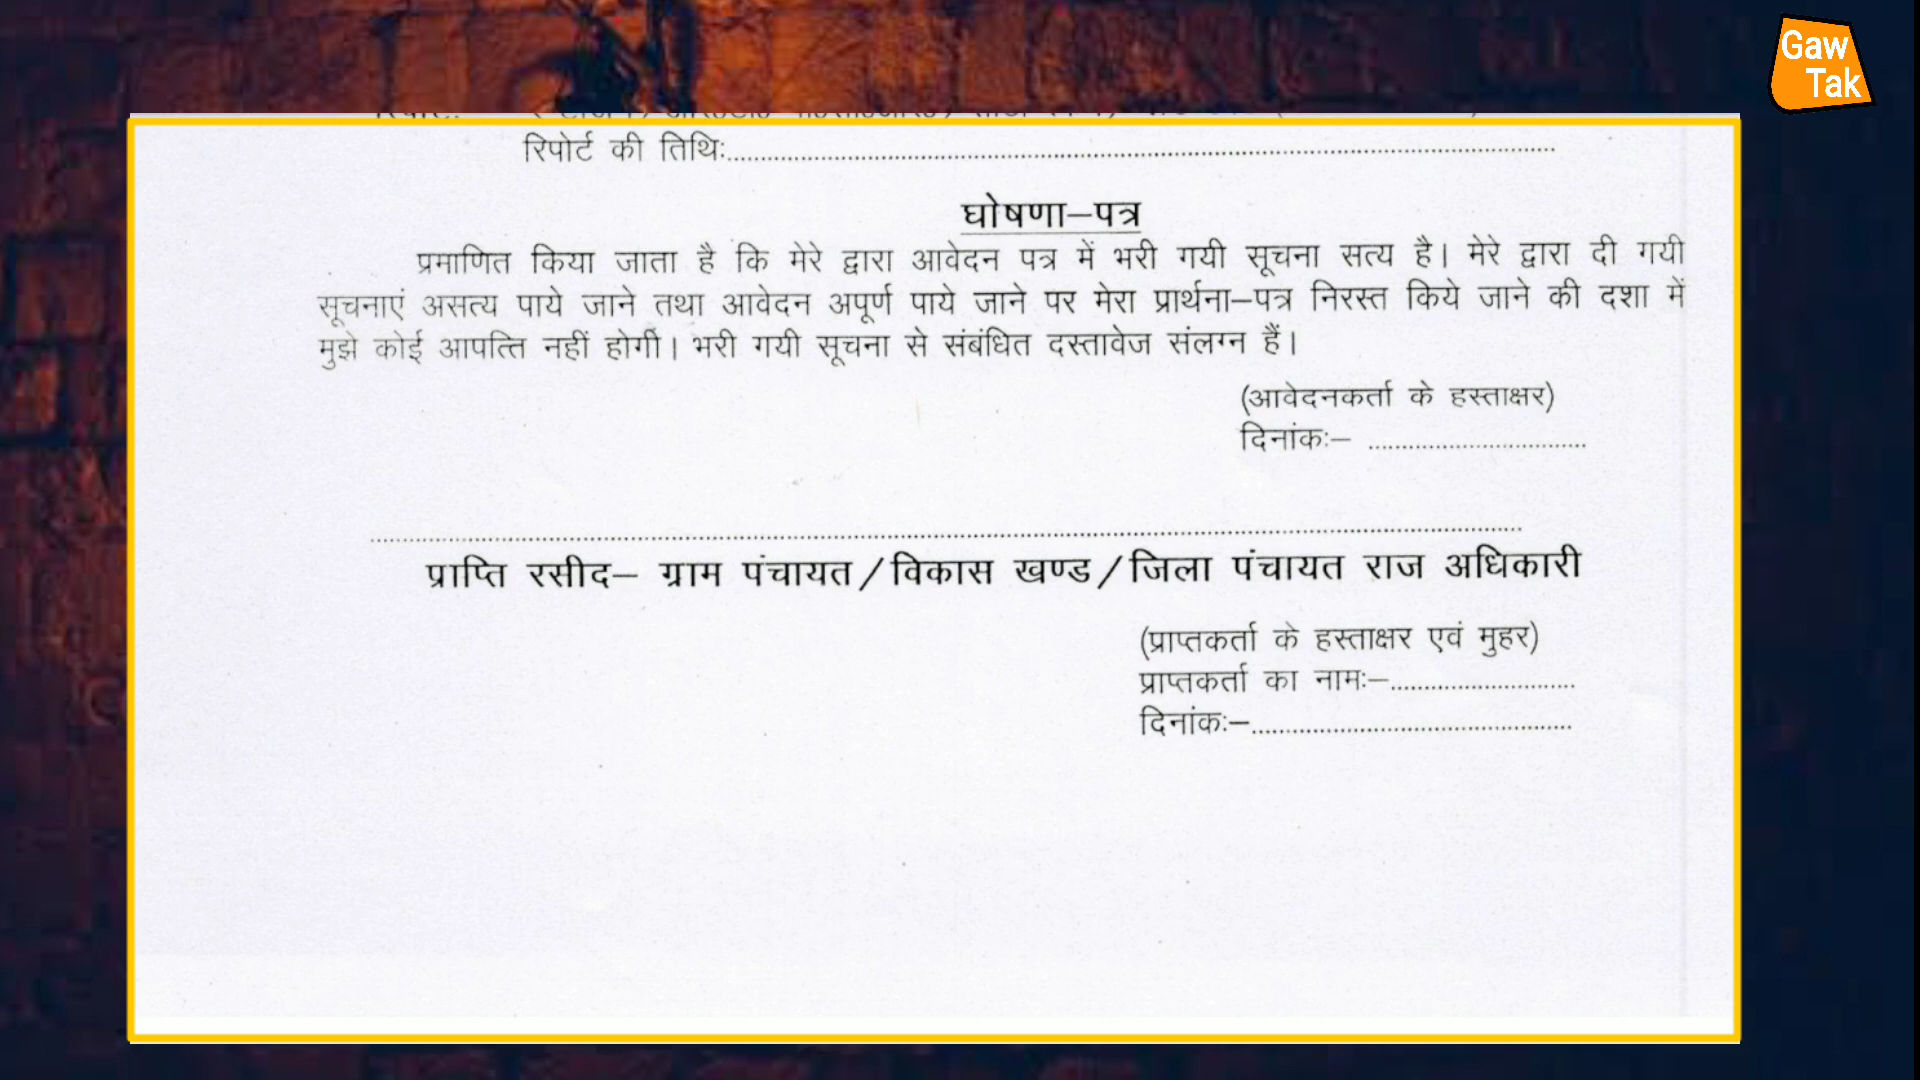 Gaw
Tak
रिपोर्ट की तिथिः........................................
घोषणा–पत्र
प्रमाणित किया जाता है कि मेरे द्वारा आवेदन पत्र में भरी गयी सूचना सत्य है। मेरे द्वारा दी गयी
सूचनाएं असत्य पाये जाने तथा आवेदन अपूर्ण पाये जाने पर मेरा प्रार्थना–पत्र निरस्त किये जाने की दशा में
मुझे कोई आपत्ति नहीं होगी। भरी गयी सूचना से संबंधित दस्तावेज संलग्न हैं।
(आवेदनकर्ता के हस्ताक्षर)
दिनांकः– ..............................
प्राप्ति रसीद– ग्राम पंचायत/विकास खण्ड/जिला पंचायत राज अधिकारी
(प्राप्तकर्ता के हस्ताक्षर एवं मुहर)
प्राप्तकर्ता का नामः–..............................
दिनांकः–..............................